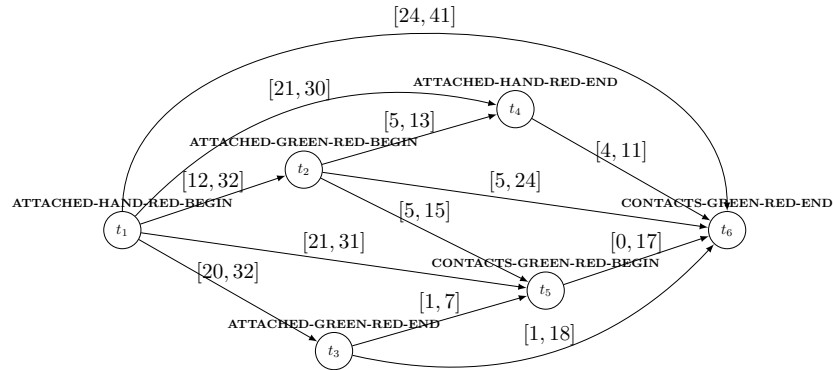 [24, 41]
ATTACHED-HAND-RED-END
[21, 30]
t4
[5, 13]
ATTACHED-GREEN-RED-BEGIN
[4, 11]
t2
[12, 32]
[5, 24]
ATTACHED-HAND-RED-BEGIN
CONTACTS-GREEN-RED-END
[5, 15]
t1
t6
[21, 31]
[0, 17]
CONTACTS-GREEN-RED-BEGIN
[20, 32]
t5
[1, 7]
ATTACHED-GREEN-RED-END
[1, 18]
t3